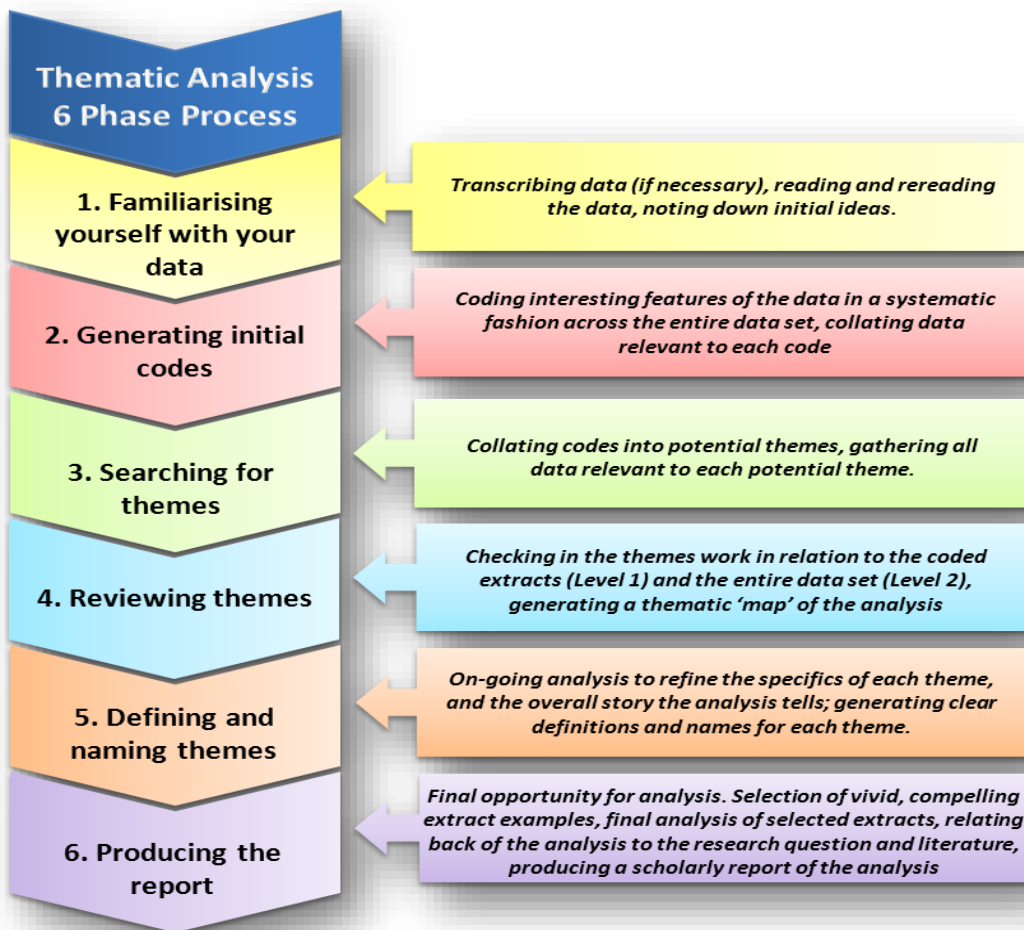 Thematic Analysis
6 Phase Process
1. Familiarising
yourself with your
data
Transcribing data (if necessary), reading and rereading
the data, noting down initial ideas.
2. Generating initial
codes
Coding interesting features of the data in a systematic
fashion across the entire data set, collating data
relevant to each code
3. Searching for
themes
Collating codes into potential themes, gathering all
data relevant to each potential theme.
4. Reviewing themes
Checking in the themes work in relation to the coded
extracts (Level 1) and the entire data set (Level 2),
generating a thematic ‘map’ of the analysis
5. Defining and
naming themes
On-going analysis to refine the specifics of each theme,
and the overall story the analysis tells; generating clear
definitions and names for each theme.
6. Producing the
report
Final opportunity for analysis. Selection of vivid, compelling
extract examples, final analysis of selected extracts, relating
back of the analysis to the research question and literature,
producing a scholarly report of the analysis